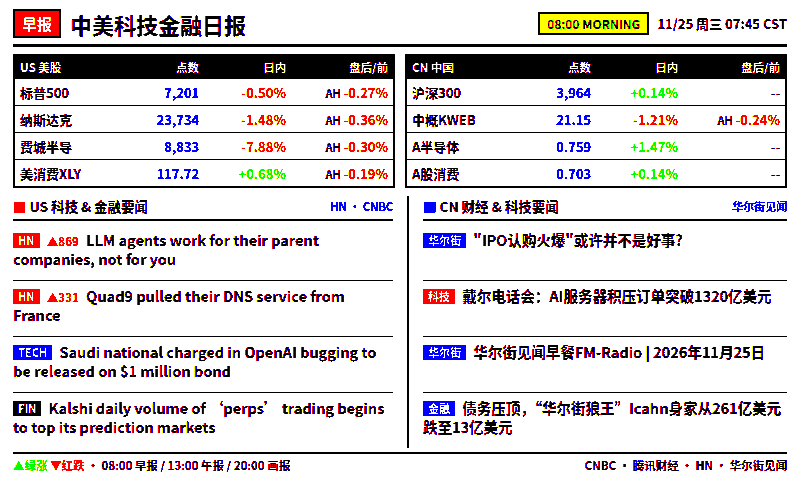 早报 中美科技金融日报 08:00 MORNING 11/25 周三 07:45 CST
US 美股 点数 日内 盘后/前
标普500 7,201 -0.50% AH -0.27%
纳斯达克 23,734 -1.48% AH -0.36%
费城半导 8,833 -7.88% AH -0.30%
美消费XLY 117.72 +0.68% AH -0.19%
CN 中国 点数 日内 盘后/前
沪深300 3,964 +0.14% --
中概KWEB 21.15 -1.21% AH -0.24%
A半导体 0.759 +1.47% --
A股消费 0.703 +0.14% --
US 科技 & 金融要闻 HN · CNBC
HN ▲869 LLM agents work for their parent
companies, not for you
HN ▲331 Quad9 pulled their DNS service from
France
TECH Saudi national charged in OpenAI bugging to
be released on $1 million bond
FIN Kalshi daily volume of ‘perps’ trading begins
to top its prediction markets
CN 财经 & 科技要闻 华尔街见闻
华尔街 "IPO认购火爆"或许并不是好事?
科技 戴尔电话会：AI服务器积压订单突破1320亿美元
华尔街 华尔街见闻早餐FM-Radio | 2026年11月25日
金融 债务压顶，“华尔街狼王”Icahn身家从261亿美元
跌至13亿美元
▲绿涨 ▼红跌 · 08:00 早报 / 13:00 午报 / 20:00 画报 CNBC · 腾讯财经 · HN · 华尔街见闻